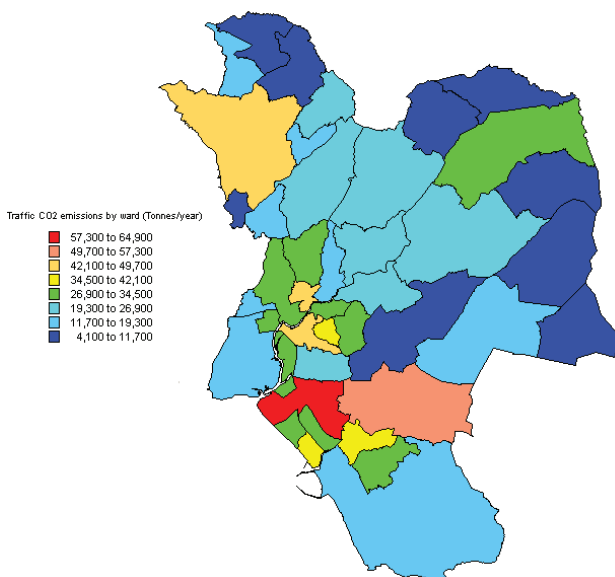 Traffic CO2 emissions by ward (Tonnes/year)
57,300 to 64,900
49,700 to 57,300
42,100 to 49,700
34,500 to 42,100
26,900 to 34,500
19,300 to 26,900
11,700 to 19,300
4,100 to 11,700